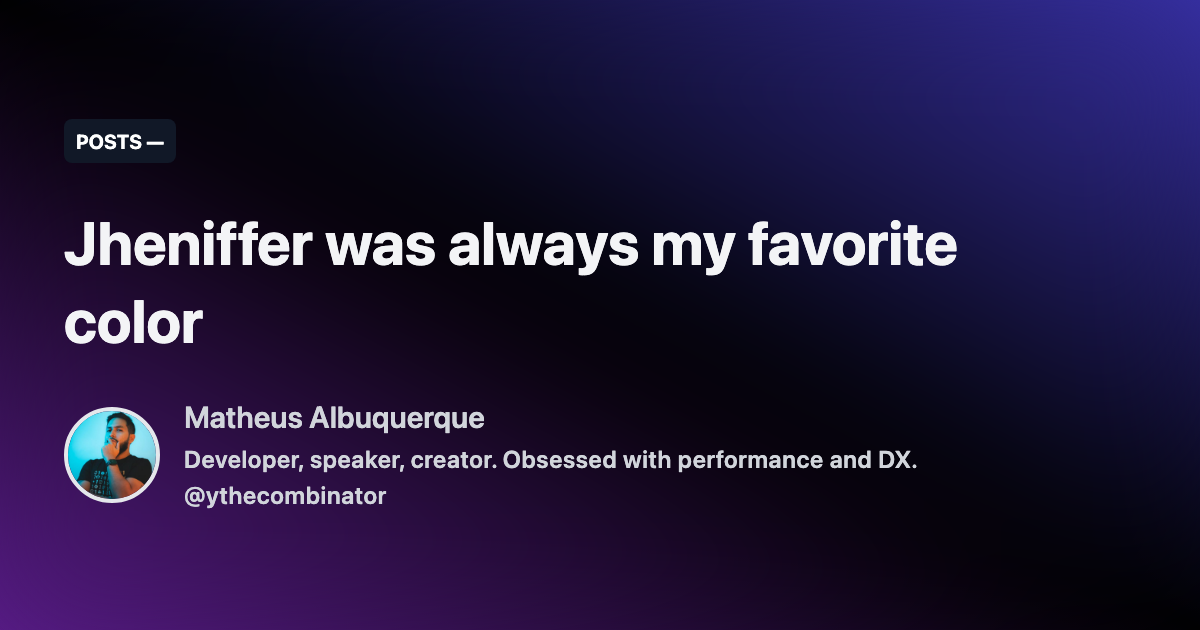 POSTS —
Jheniffer was always my favorite
color
Matheus Albuquerque
Developer, speaker, creator. Obsessed with performance and DX.
@ythecombinator